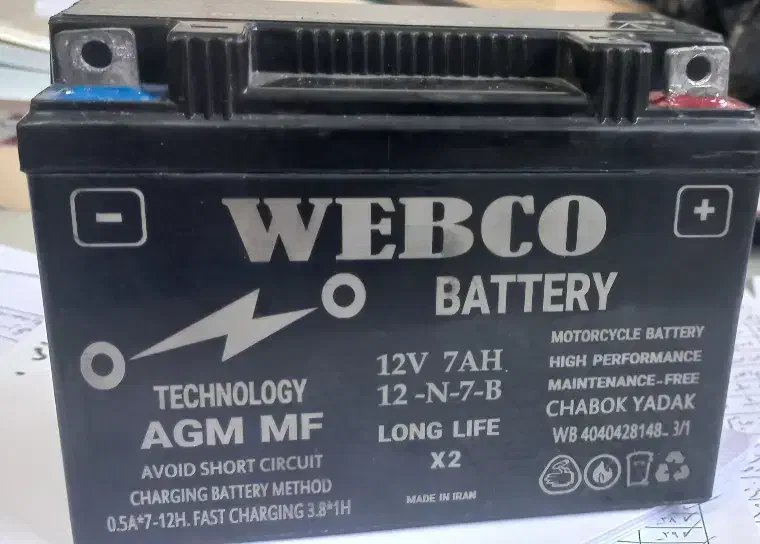 -
WEBCO
+
BATTERY
TECHNOLOGY
AGM MF
AVOID SHORT CIRCUIT
CHARGING BATTERY METHOD
0.5A*7-12H. FAST CHARGING 3.8*1H
12V 7AH
12 -N-7-B
LONG LIFE
X2
MADE IN IRAN
MOTORCYCLE BATTERY
HIGH PERFORMANCE
MAINTENANCE-FREE
CHABOK YADAK
WB 4040428148_ 3/1